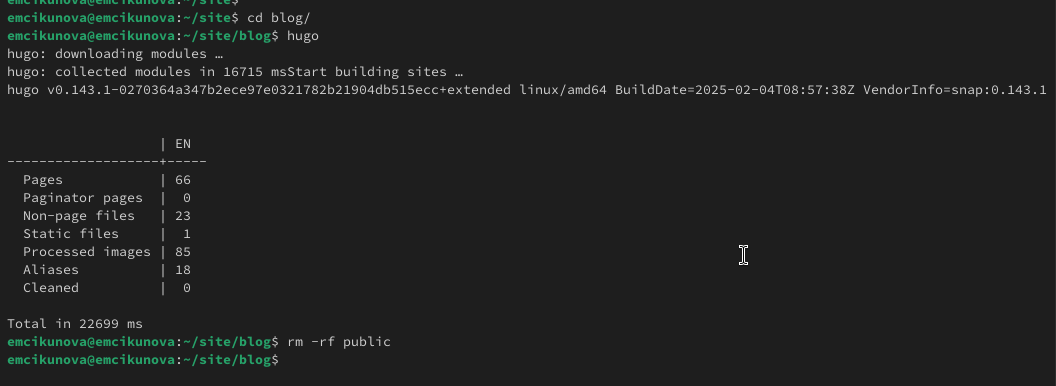 emcikunova@emcikunova:~/site$
emcikunova@emcikunova:~/site$ cd blog/
emcikunova@emcikunova:~/site/blog$ hugo
hugo: downloading modules …
hugo: collected modules in 16715 msStart building sites …
hugo v0.143.1-0270364a347b2ece97e0321782b21904db515ecc+extended linux/amd64 BuildDate=2025-02-04T08:57:38Z VendorInfo=snap:0.143.1
                   | EN
-------------------+-----
  Pages            | 66
  Paginator pages  |  0
  Non-page files   | 23
  Static files     |  1
  Processed images | 85
  Aliases          | 18
  Cleaned          |  0
Total in 22699 ms
emcikunova@emcikunova:~/site/blog$ rm -rf public
emcikunova@emcikunova:~/site/blog$